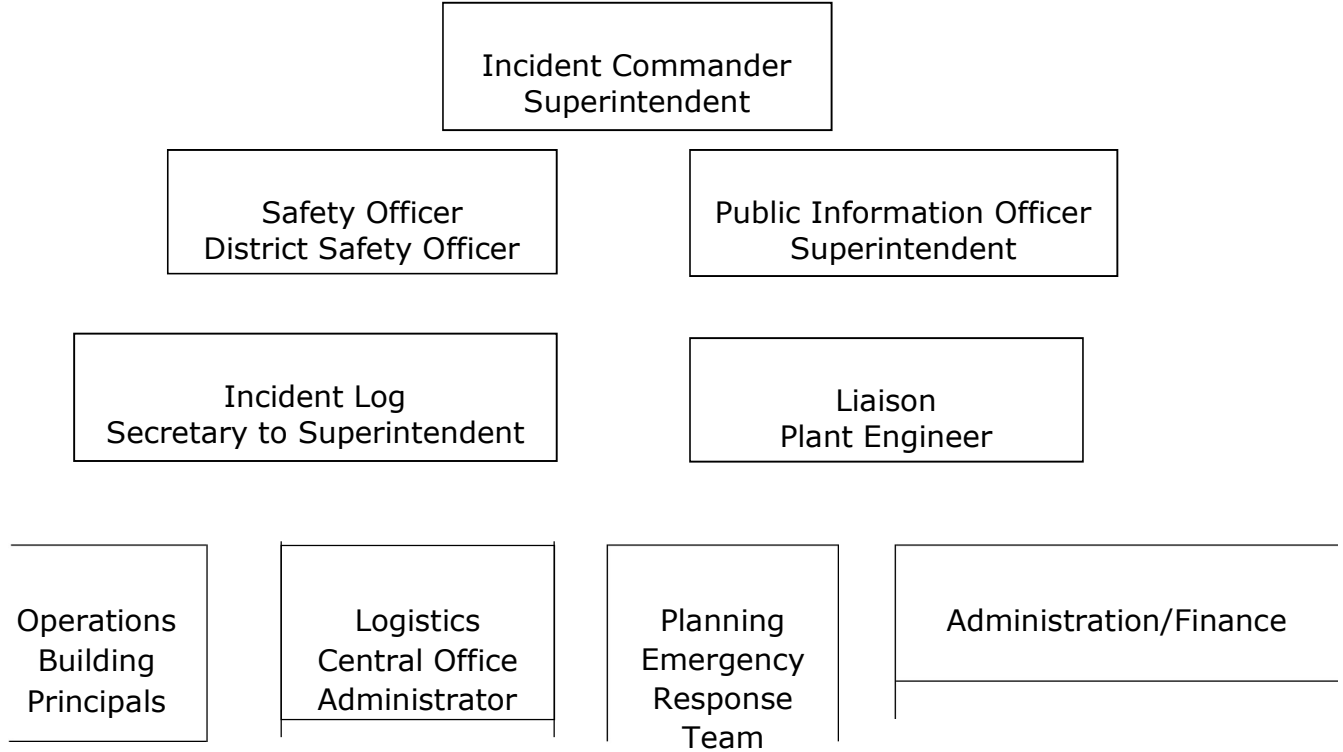 Incident Commander
Superintendent
Safety Officer
District Safety Officer
Public Information Officer
Superintendent
Incident Log
Secretary to Superintendent
Liaison
Plant Engineer
Operations
Building
Principals
Logistics
Central Office
Administrator
Planning
Emergency
Response
Team
Administration/Finance